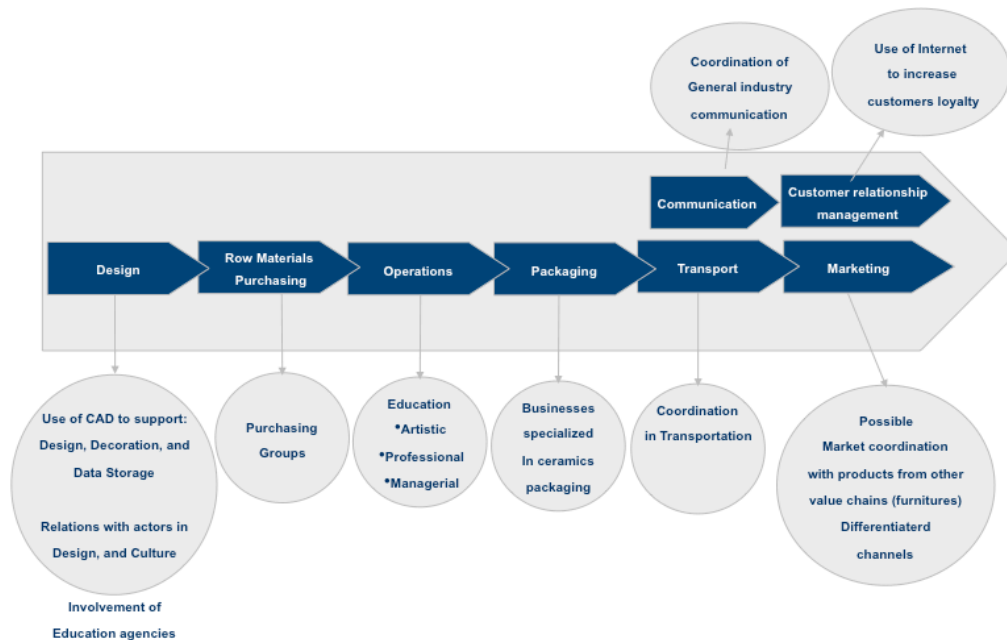 Coordination of
General industry
communication
Use of Internet
to increase
customers loyalty
Communication
Customer relationship
management
Design
Row Materials
Purchasing
Operations
Packaging
Transport
Marketing
Use of CAD to support:
Design, Decoration, and
Data Storage
Relations with actors in
Design, and Culture
Involvement of
Education agencies
Purchasing
Groups
Education
•Artistic
•Professional
•Managerial
Businesses
specialized
In ceramics
packaging
Coordination
in Transportation
Possible
Market coordination
with products from other
value chains (furnitures)
Differentiaterd
channels